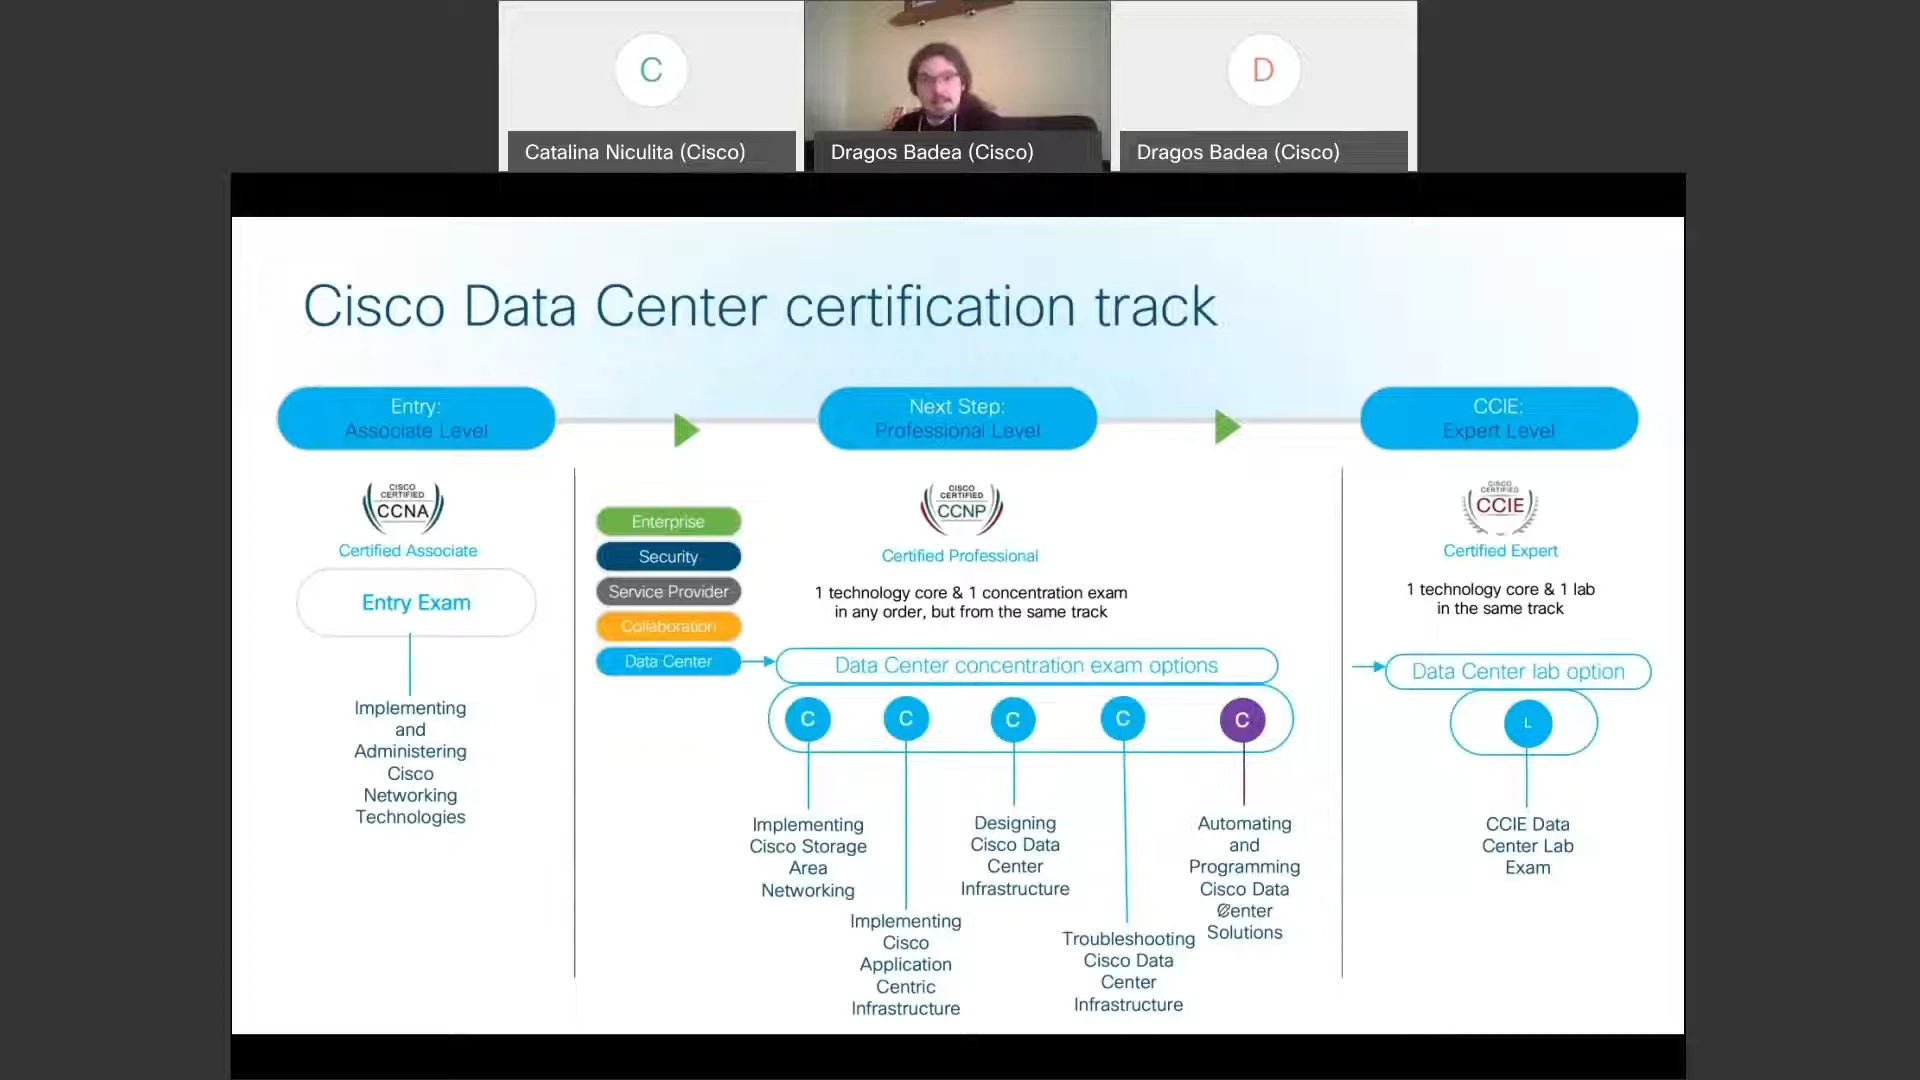 C
D
Catalina Niculita (Cisco)
Dragos Badea (Cisco)
Dragos Badea (Cisco)
Cisco Data Center certification track
Entry:
Associate Level
Next Step:
Professional Level
CCIE:
Expert Level
CISCO
CERTIFIED
CCNA
Certified Associate
Entry Exam
Implementing
and
Administering
Cisco
Networking
Technologies
Enterprise
Security
Service Provider
Collaboration
Data Center
CISCO
CERTIFIED
CCNP
Certified Professional
1 technology core & 1 concentration exam
in any order, but from the same track
Data Center concentration exam options
C
C
C
C
C
Implementing
Cisco Storage
Area
Networking
Implementing
Cisco
Application
Centric
Infrastructure
Designing
Cisco Data
Center
Infrastructure
Troubleshooting
Cisco Data
Center
Infrastructure
Automating
and
Programming
Cisco Data
Center
Solutions
CISCO
CERTIFIED
CCIE
Certified Expert
1 technology core & 1 lab
in the same track
Data Center lab option
L
CCIE Data
Center Lab
Exam